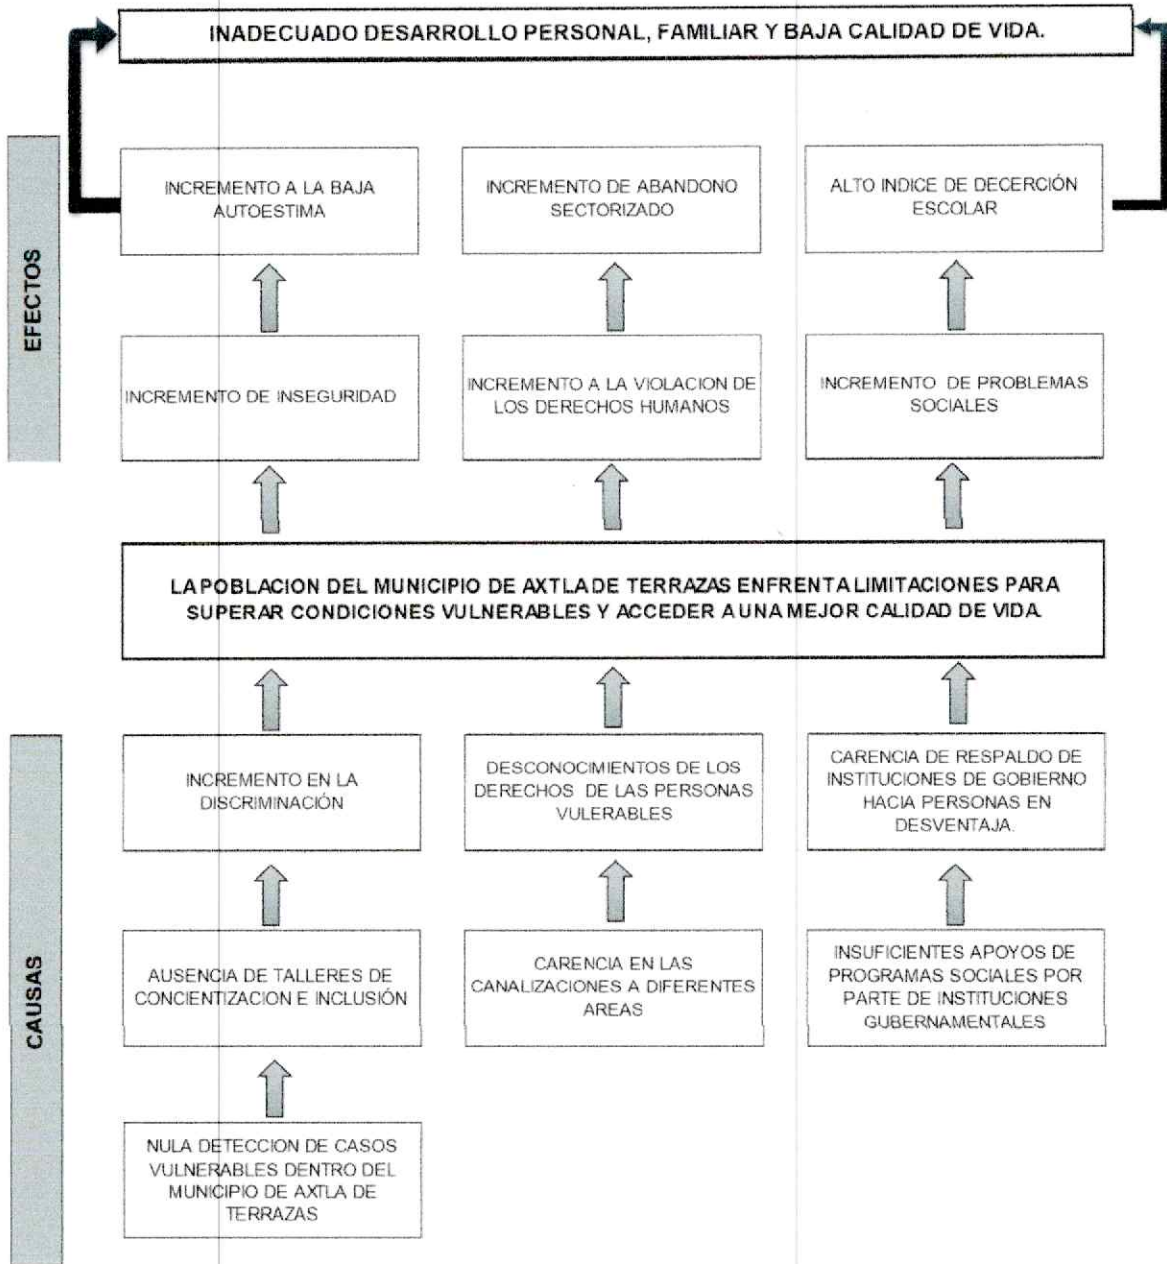 INADECUADO DESARROLLO PERSONAL, FAMILIAR Y BAJA CALIDAD DE VIDA.
EFECTOS
INCREMENTO A LA BAJA
AUTOESTIMA
INCREMENTO DE ABANDONO
SECTORIZADO
ALTO INDICE DE DECERCIÓN
ESCOLAR
INCREMENTO DE INSEGURIDAD
INCREMENTO A LA VIOLACION DE
LOS DERECHOS HUMANOS
INCREMENTO DE PROBLEMAS
SOCIALES
LA POBLACION DEL MUNICIPIO DE AXTLA DE TERRAZAS ENFRENTA LIMITACIONES PARA
SUPERAR CONDICIONES VULNERABLES Y ACCEDER A UNA MEJOR CALIDAD DE VIDA.
CAUSAS
INCREMENTO EN LA
DISCRIMINACIÓN
DESCONOCIMIENTOS DE LOS
DERECHOS DE LAS PERSONAS
VULERABLES
CARENCIA DE RESPALDO DE
INSTITUCIONES DE GOBIERNO
HACIA PERSONAS EN
DESVENTAJA.
AUSENCIA DE TALLERES DE
CONCIENTIZACION E INCLUSIÓN
CARENCIA EN LAS
CANALIZACIONES A DIFERENTES
AREAS
INSUFICIENTES APOYOS DE
PROGRAMAS SOCIALES POR
PARTE DE INSTITUCIONES
GUBERNAMENTALES
NULA DETECCION DE CASOS
VULNERABLES DENTRO DEL
MUNICIPIO DE AXTLA DE
TERRAZAS